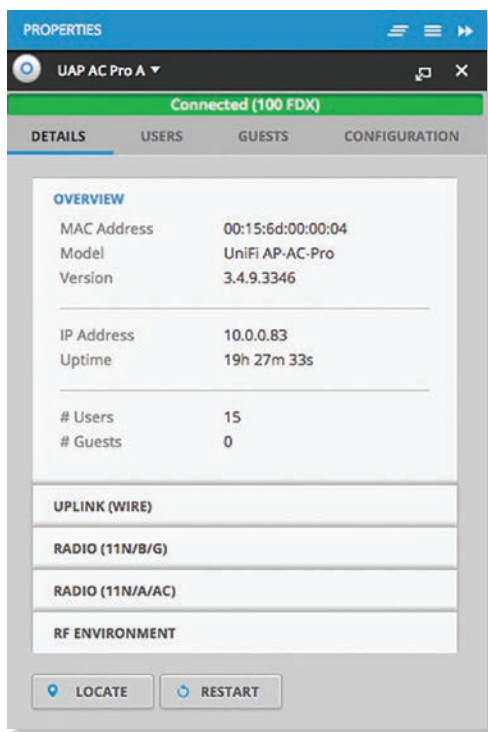 PROPERTIES
UAP AC Pro A
Connected (100 FDX)
DETAILS USERS GUESTS CONFIGURATION
OVERVIEW
MAC Address 00:15:6d:00:00:04
Model UniFi AP-AC-Pro
Version 3.4.9.3346
IP Address 10.0.0.83
Uptime 19h 27m 33s
# Users 15
# Guests 0
UPLINK (WIRE)
RADIO (11N/B/G)
RADIO (11N/A/AC)
RF ENVIRONMENT
LOCATE RESTART